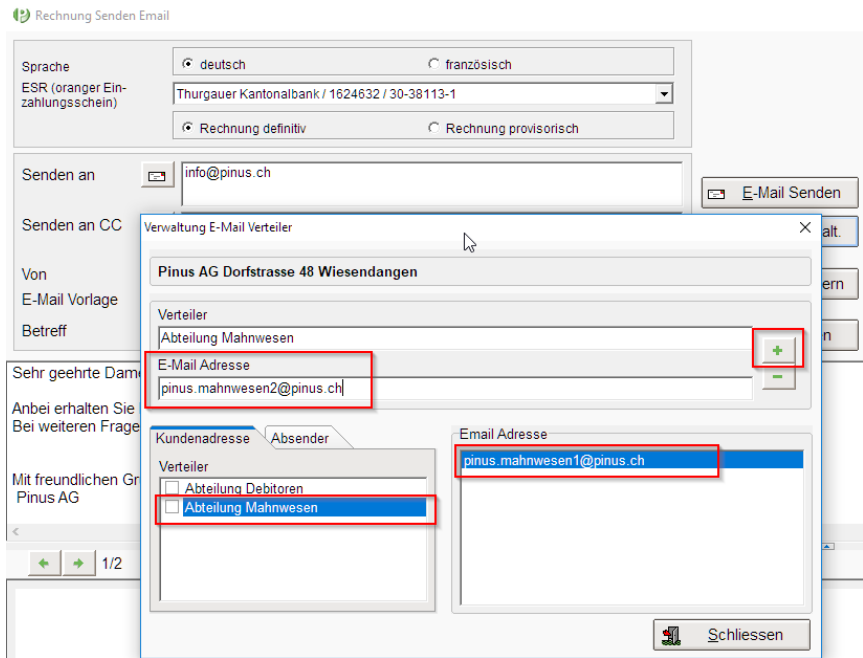 Rechnung Senden Email
Sprache
deutsch
französisch
ESR (oranger Ein-
zahlungsschein)
Thurgauer Kantonalbank / 1624632 / 30-38113-1
Rechnung definitiv
Rechnung provisorisch
Senden an
info@pinus.ch
E-Mail Senden
Senden an CC
alt.
Von
ern
E-Mail Vorlage
Betreff
n
Sehr geehrte Dame
Anbei erhalten Sie
Bei weiteren Frage
Mit freundlichen Gr
Pinus AG
1/2
Verwaltung E-Mail Verteiler
Pinus AG Dorfstrasse 48 Wiesendangen
Verteiler
Abteilung Mahnwesen
E-Mail Adresse
pinus.mahnwesen2@pinus.ch
Kundenadresse
Absender
Verteiler
Abteilung Debitoren
Abteilung Mahnwesen
Email Adresse
pinus.mahnwesen1@pinus.ch
Schliessen